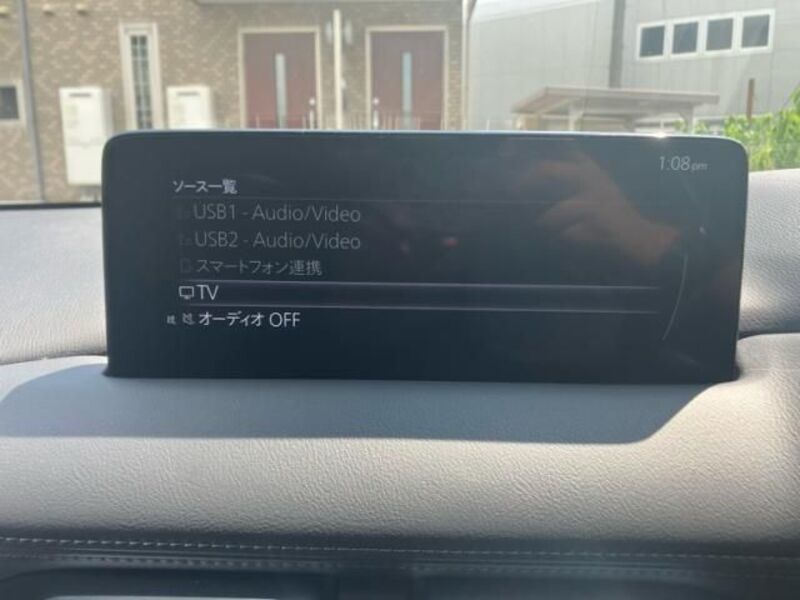 1:08pm
ソース一覧
USB1 - Audio/Video
USB2 - Audio/Video
スマートフォン連携
TV
オーディオ OFF